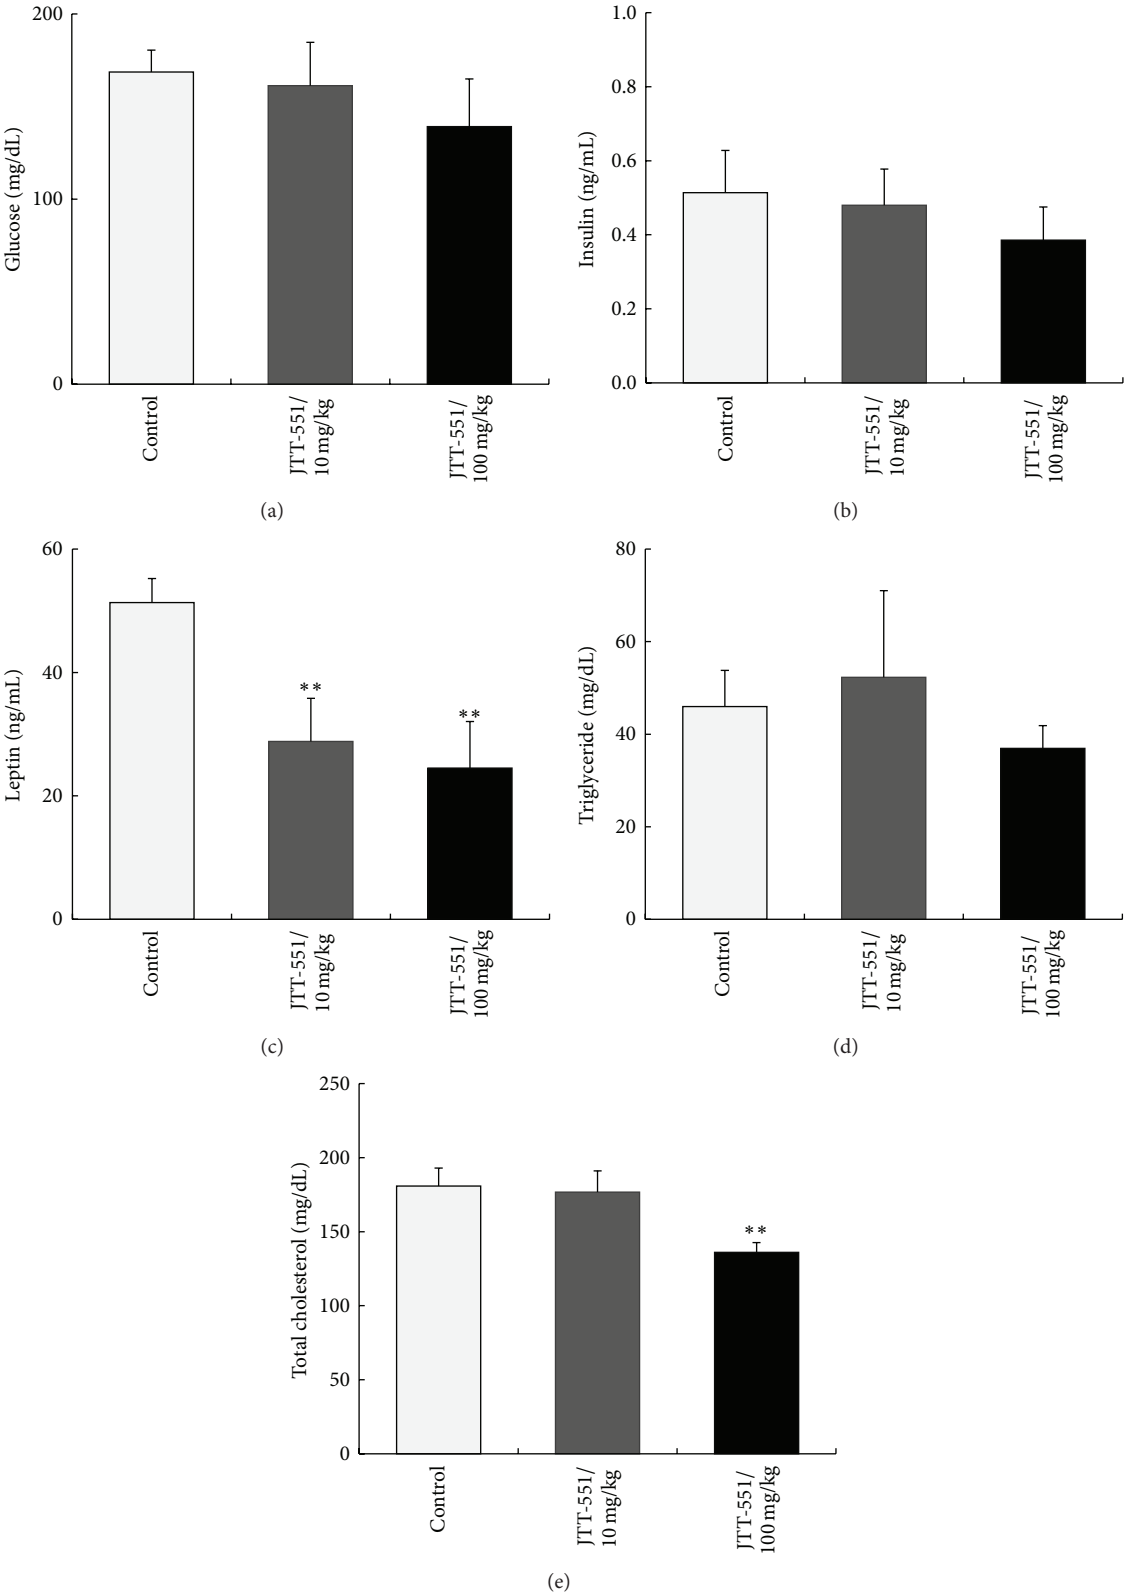 200
100
0
Glucose (mg/dL)
Control
JTT-551/
10 mg/kg
JTT-551/
100 mg/kg
(a)
1.0
0.8
0.6
0.4
0.2
0.0
Insulin (ng/mL)
Control
JTT-551/
10 mg/kg
JTT-551/
100 mg/kg
(b)
60
40
20
0
Leptin (ng/mL)
**
**
Control
JTT-551/
10 mg/kg
JTT-551/
100 mg/kg
(c)
80
60
40
20
0
Triglyceride (mg/dL)
Control
JTT-551/
10 mg/kg
JTT-551/
100 mg/kg
(d)
250
200
150
100
50
0
Total cholesterol (mg/dL)
**
Control
JTT-551/
10 mg/kg
JTT-551/
100 mg/kg
(e)